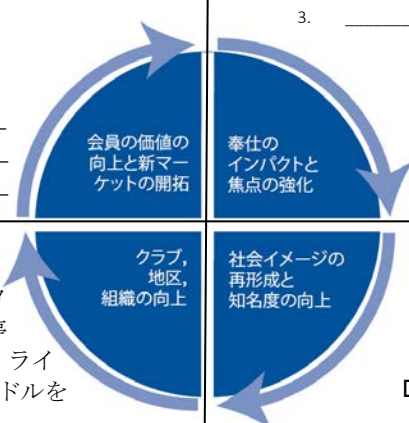 3.
会員の価値の
向上と新マー
ケットの開拓
奉仕の
インパクトと
焦点の強化
クラブ,
地区,
組織の向上
社会イメージの
再形成と
知名度の向上
ライ
ドルを